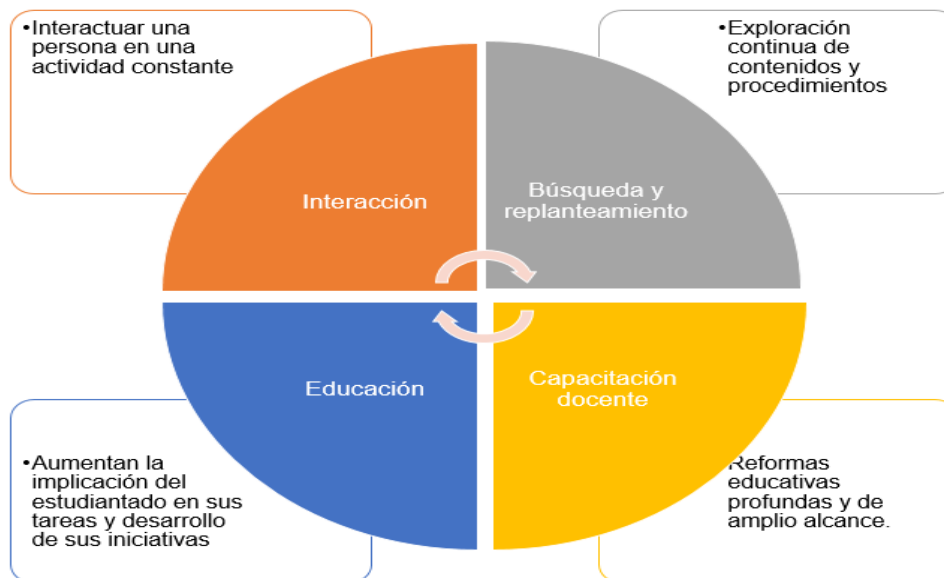 •Interactuar una
persona en una
actividad constante
•Exploración
continua de
contenidos y
procedimientos
Interacción
Búsqueda y
replanteamiento
Educación
Capacitación
docente
•Aumentan la
implicación del
estudiantado en sus
tareas y desarrollo
de sus iniciativas
Reformas
educativas
profundas y de
amplio alcance.